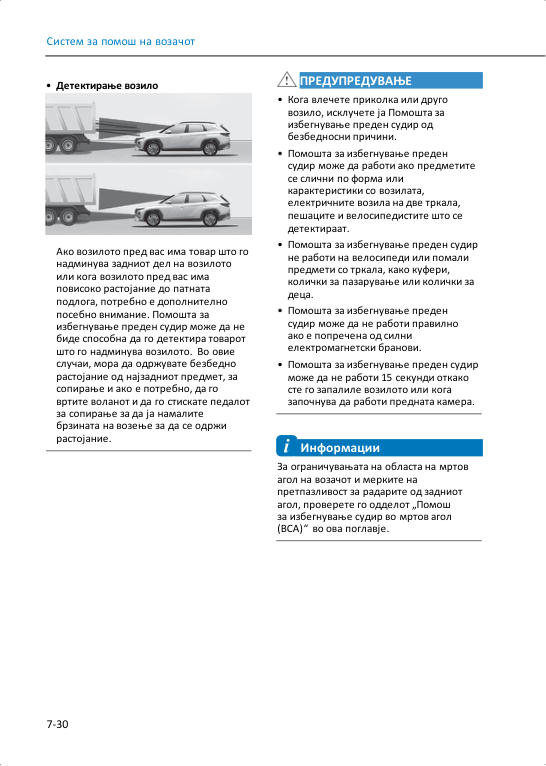 Систем за помош на возачот
• Детектирање возило
Ако возилото пред вас има товар што го
надминува задниот дел на возилото
или кога возилото пред вас има
повисоко растојание до патната
подлога, потребно е дополнително
посебно внимание. Помошта за
избегнување преден судир може да не
биде способна да го детектира товарот
што го надминува возилото. Во овие
случаи, мора да одржувате безбедно
растојание од најзадниот предмет, за
сопирање и ако е потребно, да го
вртите воланот и да го стискате педалот
за сопирање за да ја намалите
брзината на возење за да се одржи
растојание.
ПРЕДУПРЕДУВАЊЕ
• Кога влечете приколка или друго
возило, исклучете ја Помошта за
избегнување преден судир од
безбедносни причини.
• Помошта за избегнување преден
судир може да работи ако предметите
се слични по форма или
карактеристики со возилата,
електричните возила на две тркала,
пешаците и велосипедистите што се
детектираат.
• Помошта за избегнување преден судир
не работи на велосипеди или помали
предмети со тркала, како куфери,
колички за пазарување или колички за
деца.
• Помошта за избегнување преден
судир може да не работи правилно
ако е попречена од силни
електромагнетски бранови.
• Помошта за избегнување преден судир
може да не работи 15 секунди откако
сте го запалиле возилото или кога
започнува да работи предната камера.
i Информации
За ограничувањата на областа на мртов
агол на возачот и мерките на
претпазливост за радарите од задниот
агол, проверете го одделот „Помош
за избегнување судир во мртов агол
(BCA)“ во ова поглавје.
7-30